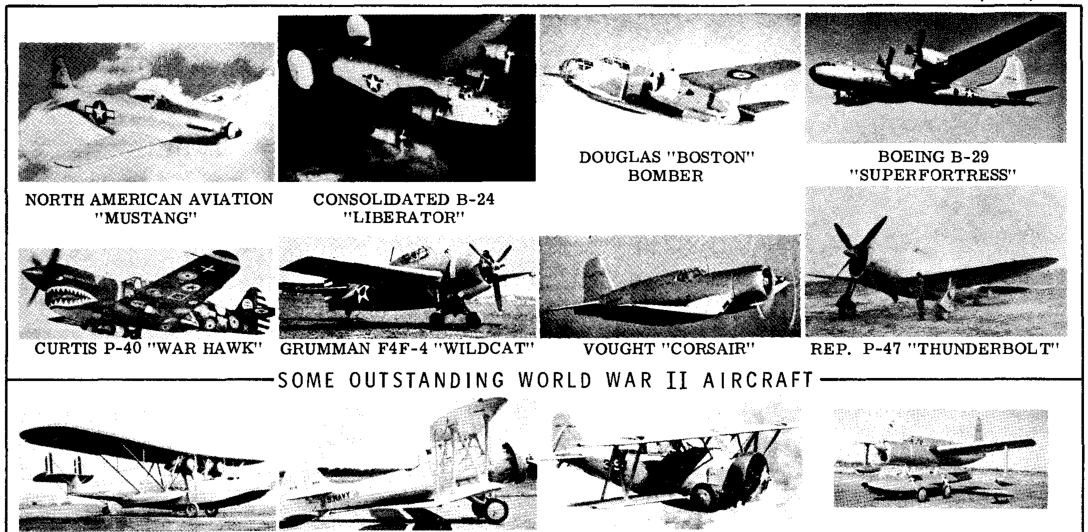 NORTH AMERICAN AVIATION
"MUSTANG"
CONSOLIDATED B-24
"LIBERATOR"
DOUGLAS "BOSTON"
BOMBER
BOEING B-29
"SUPERFORTRESS"
CURTIS P-40 "WAR HAWK"
GRUMMAN F4F-4 "WILDCAT"
VOUGHT "CORSAIR"
REP. P-47 "THUNDERBOLT"
SOME OUTSTANDING WORLD WAR II AIRCRAFT
NAVY